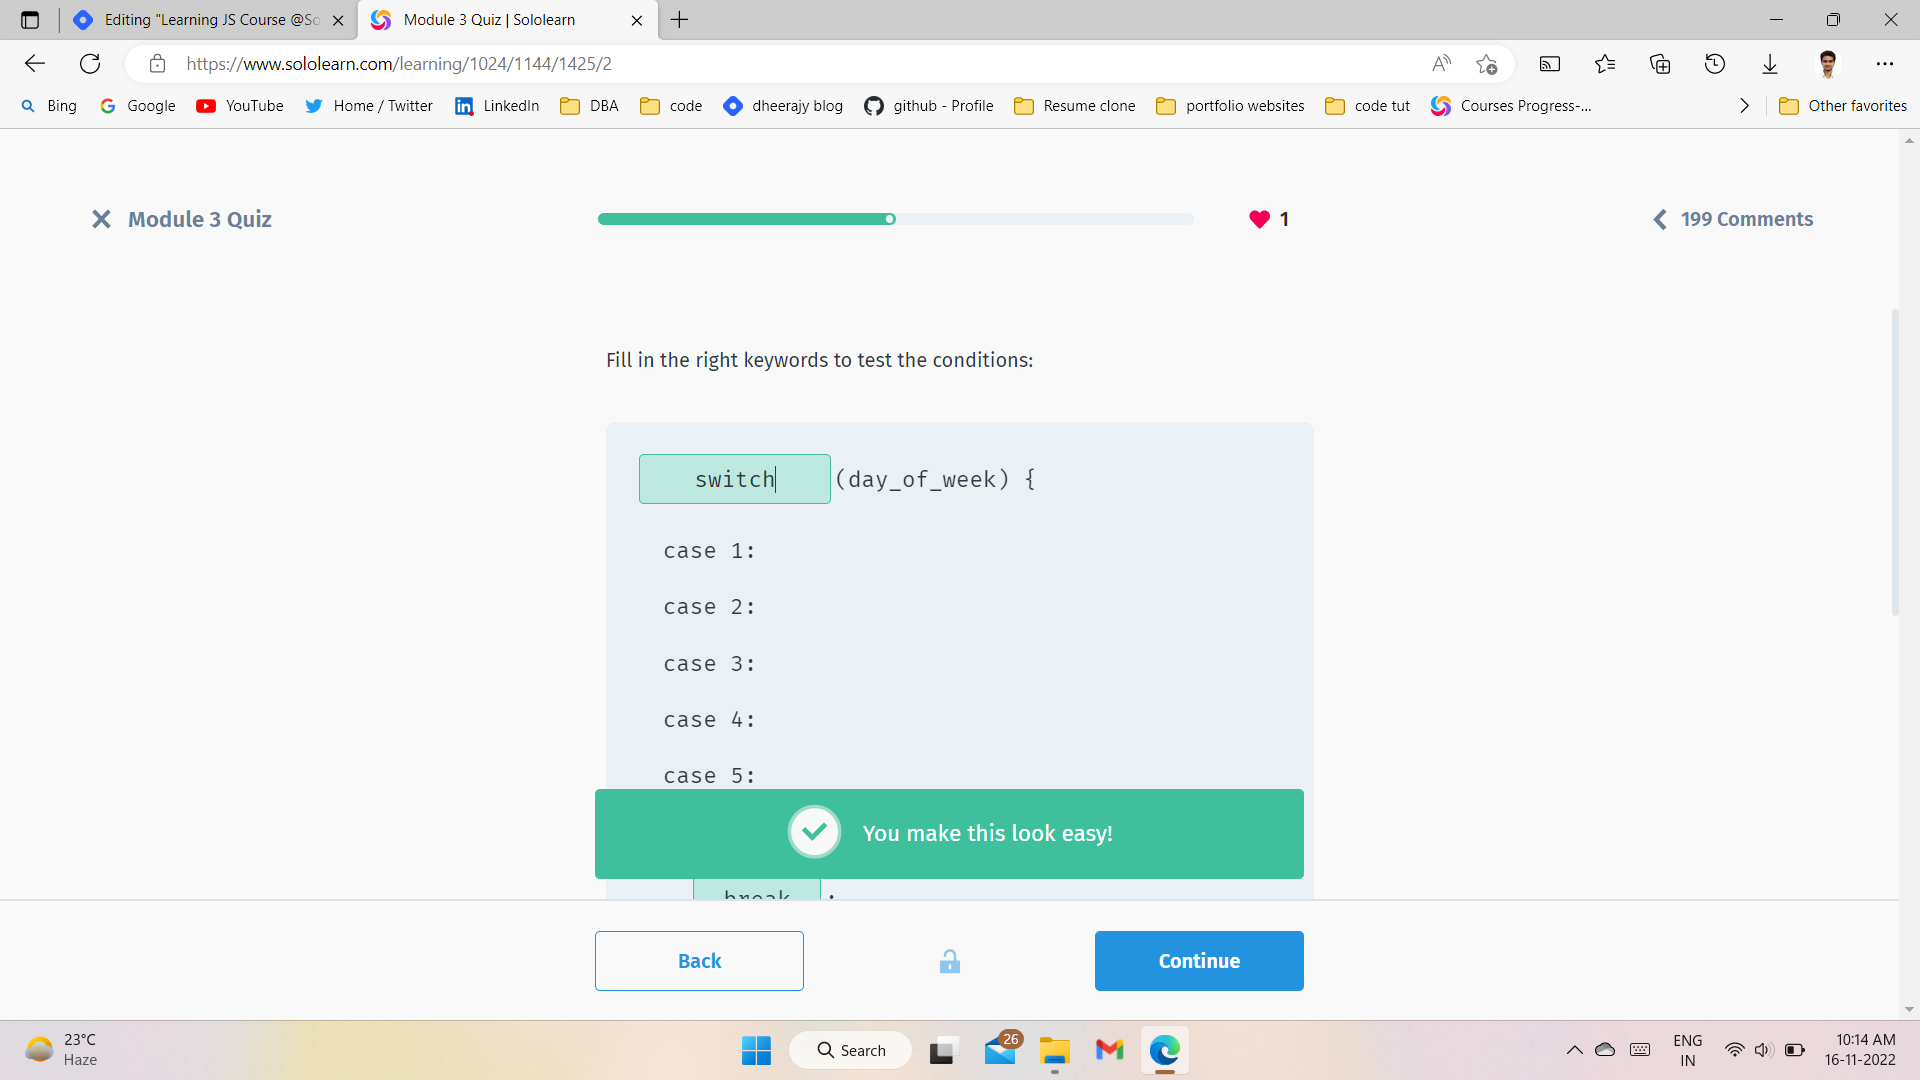 Editing "Learning JS Course @So
Module 3 Quiz | Sololearn
https://www.sololearn.com/learning/1024/1144/1425/2
Bing
Google
YouTube
Home / Twitter
LinkedIn
DBA
code
dheerajy blog
github - Profile
Resume clone
portfolio websites
code tut
Courses Progress-...
Other favorites
Module 3 Quiz
1
199 Comments
Fill in the right keywords to test the conditions:
switch (day_of_week) {
case 1:
case 2:
case 3:
case 4:
case 5:
You make this look easy!
break ;
Back
Continue
23°C
Haze
Search
26
ENG
IN
10:14 AM
16-11-2022